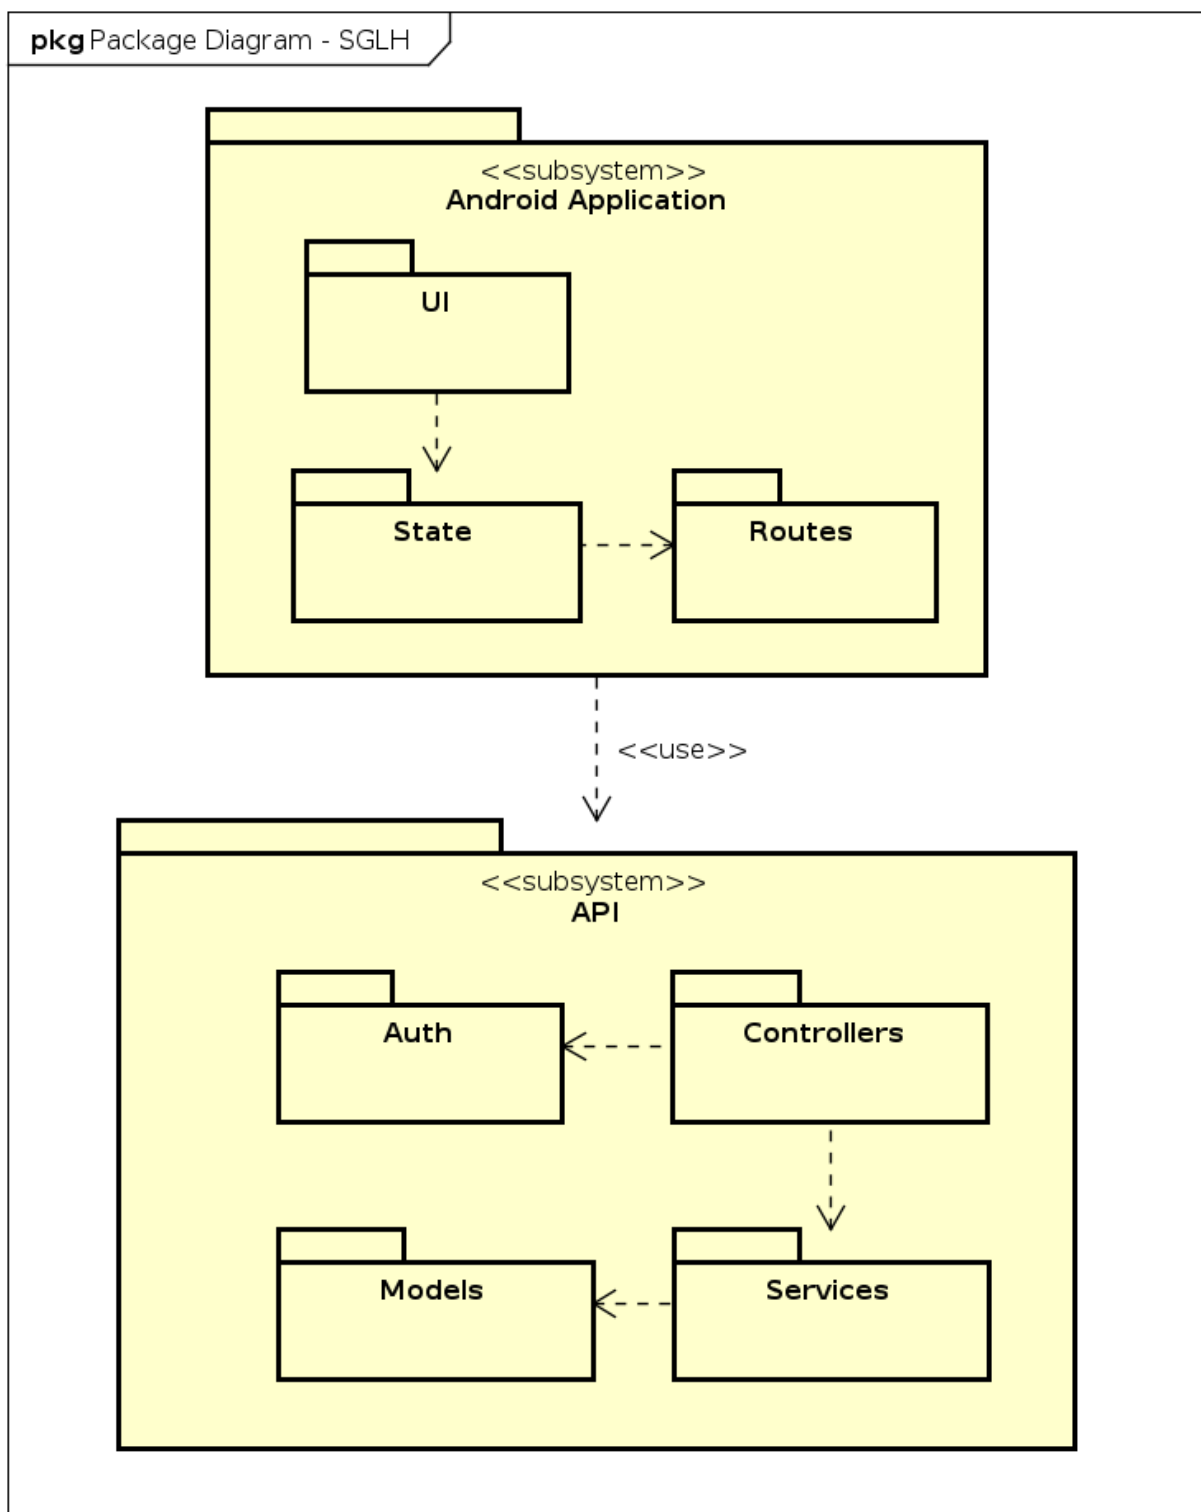 pkg Package Diagram - SGLH
<<subsystem>>
Android Application
UI
State
Routes
<<use>>
<<subsystem>>
API
Auth
Controllers
Models
Services